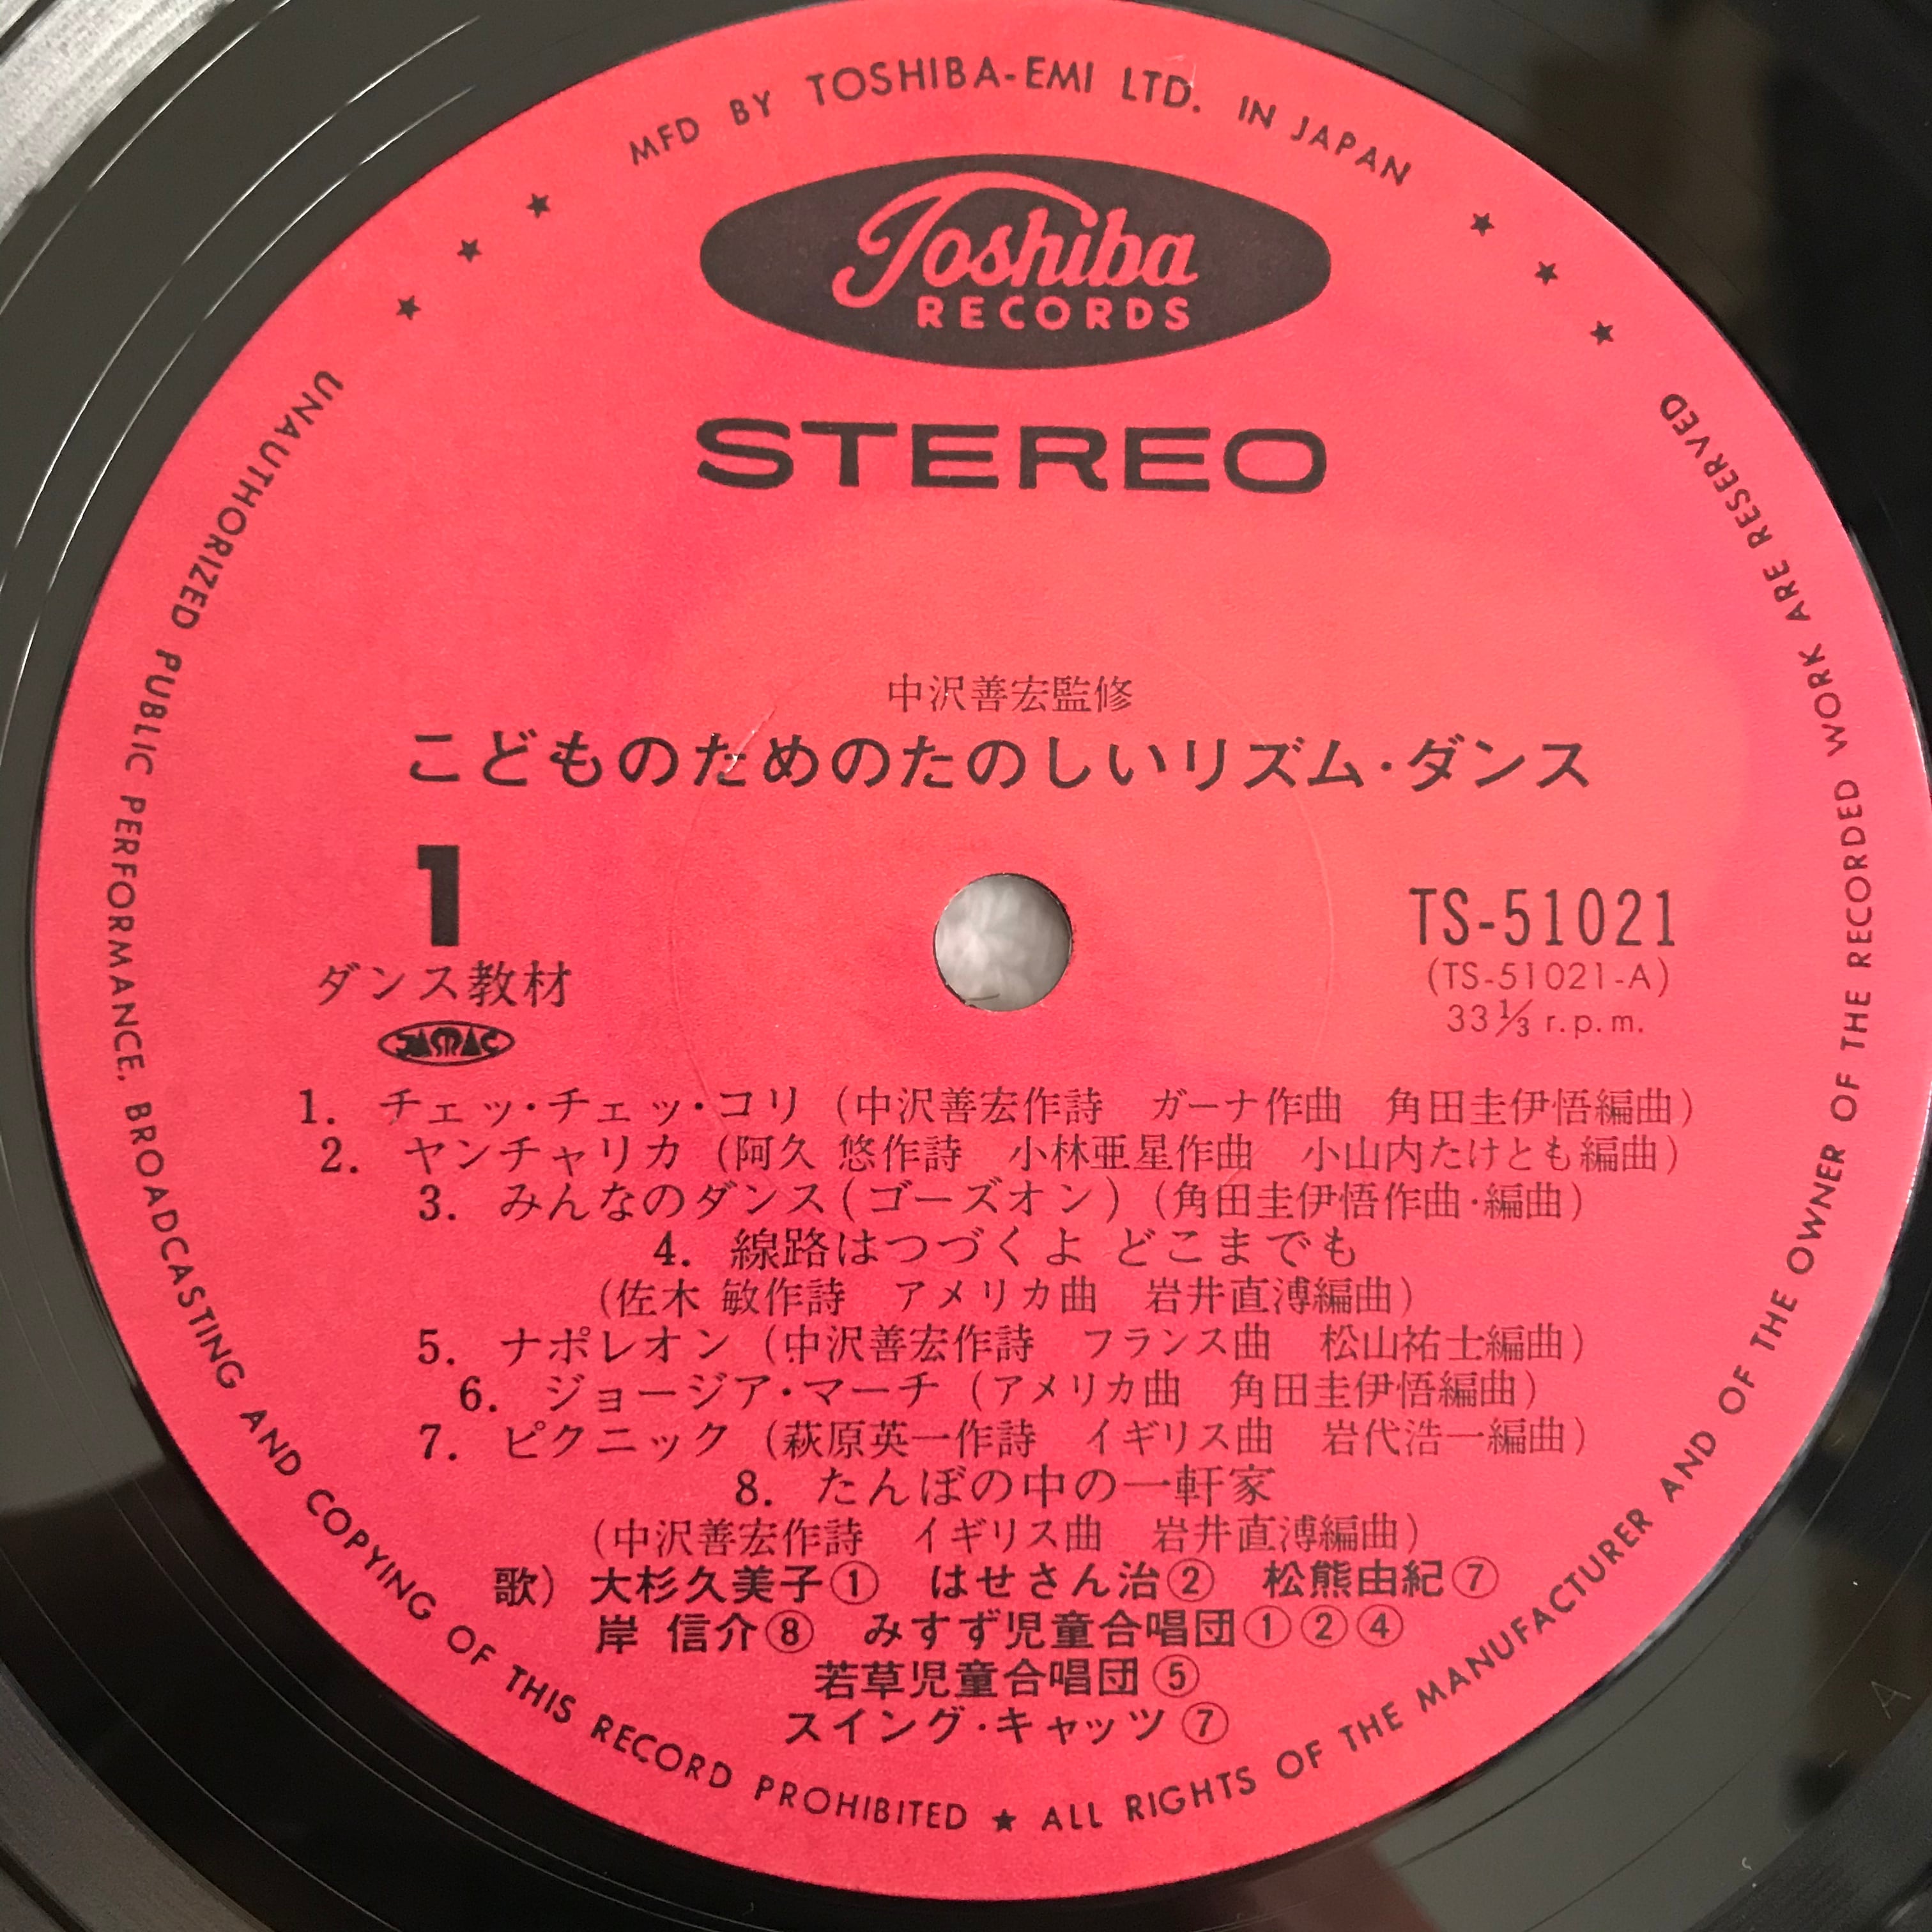 MFD BY TOSHIBA-EMI LTD. IN JAPAN
Toshiba
RECORDS
STEREO
中沢善宏監修
こどものためのたのしいリズム・ダンス
1
TS-51021
ダンス教材
(TS-51021-A)
JASRAC
33⅓ r.p.m.
1. チェッ・チェッ・コリ (中沢善宏作詩 ガーナ作曲 角田圭伊悟編曲)
2. ヤンチャリカ (阿久 悠作詩 小林亜星作曲 小山内たけとも編曲)
3. みんなのダンス(ゴーズオン) (角田圭伊悟作曲・編曲)
4. 線路はつづくよ どこまでも
(佐木 敏作詩 アメリカ曲 岩井直溥編曲)
5. ナポレオン (中沢善宏作詩 フランス曲 松山祐士編曲)
6. ジョージア・マーチ (アメリカ曲 角田圭伊悟編曲)
7. ピクニック (萩原英一作詩 イギリス曲 岩代浩一編曲)
8. たんぼの中の一軒家
(中沢善宏作詩 イギリス曲 岩井直溥編曲)
歌) 大杉久美子① はせさん治② 松熊由紀⑦
岸 信介⑧ みすず児童合唱団①②④
若草児童合唱団⑤
スイング・キャッツ⑦
UNAUTHORIZED PUBLIC PERFORMANCE, BROADCASTING AND COPYING OF THIS RECORD PROHIBITED ★ ALL RIGHTS OF THE MANUFACTURER AND OF THE OWNER OF THE RECORDED WORK ARE RESERVED
A